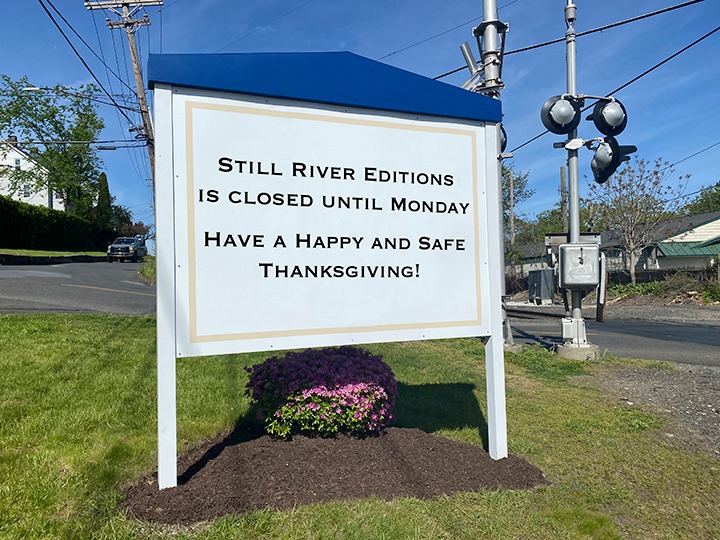 Still River Editions
is closed until Monday
Have a Happy and Safe
Thanksgiving!